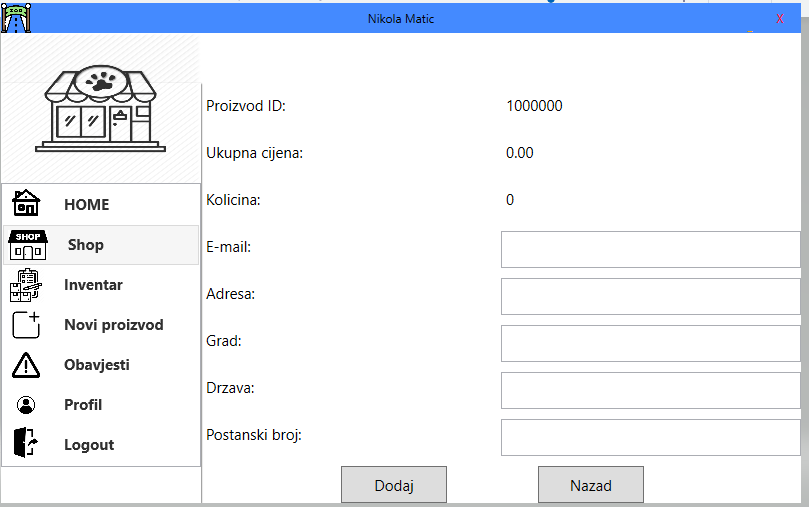 Nikola Matic
X
Proizvod ID: 1000000
Ukupna cijena: 0.00
Kolicina: 0
E-mail:
Adresa:
Grad:
Drzava:
Postanski broj:
Dodaj
Nazad
ZOO
HOME
SHOP
Shop
Inventar
Novi proizvod
Obavjesti
Profil
Logout